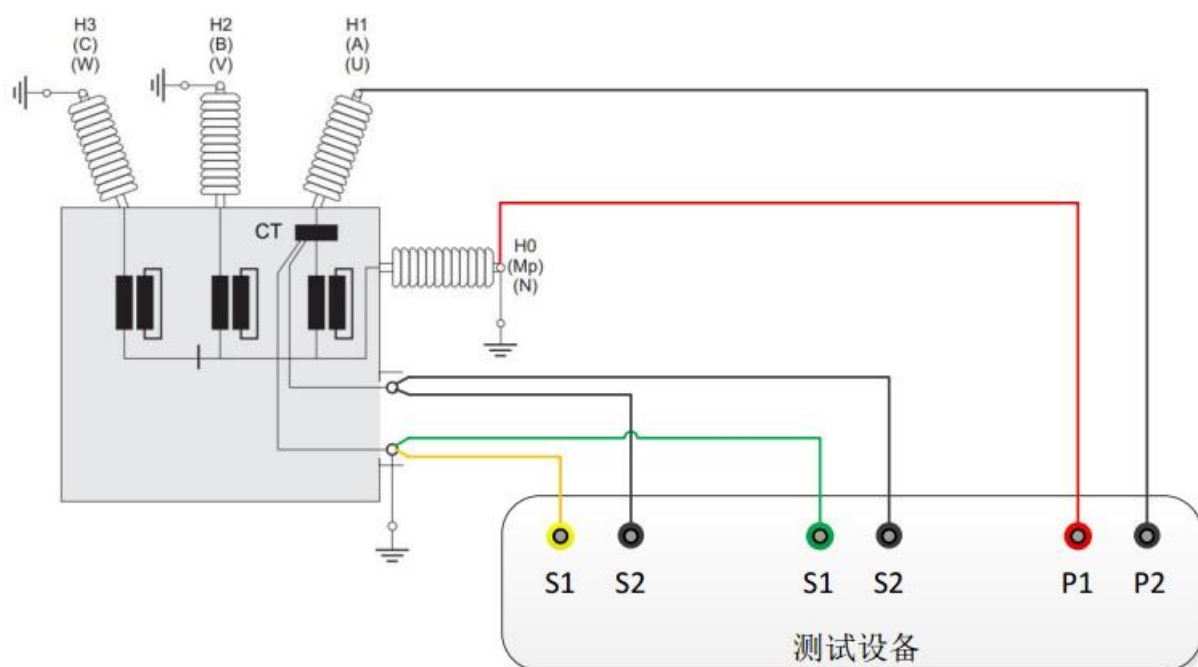 H3
(C)
(W)
H2
(B)
(V)
H1
(A)
(U)
CT
H0
(Mp)
(N)
S1 S2 S1 S2 P1 P2
测试设备